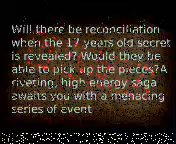 Will there be reconciliation
when the 17 years old secret
is revealed? Would they be
able to pick up the pieces?A
riveting, high energy saga
awaits you with a menacing
series of event